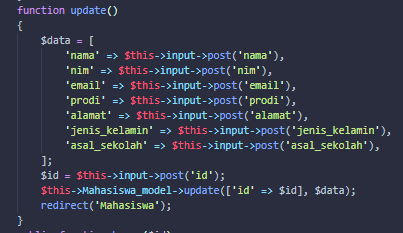 function update()
{
    $data = [
        'nama' => $this->input->post('nama'),
        'nim' => $this->input->post('nim'),
        'email' => $this->input->post('email'),
        'prodi' => $this->input->post('prodi'),
        'alamat' => $this->input->post('alamat'),
        'jenis_kelamin' => $this->input->post('jenis_kelamin'),
        'asal_sekolah' => $this->input->post('asal_sekolah'),
    ];
    $id = $this->input->post('id');
    $this->Mahasiswa_model->update(['id' => $id], $data);
    redirect('Mahasiswa');
}